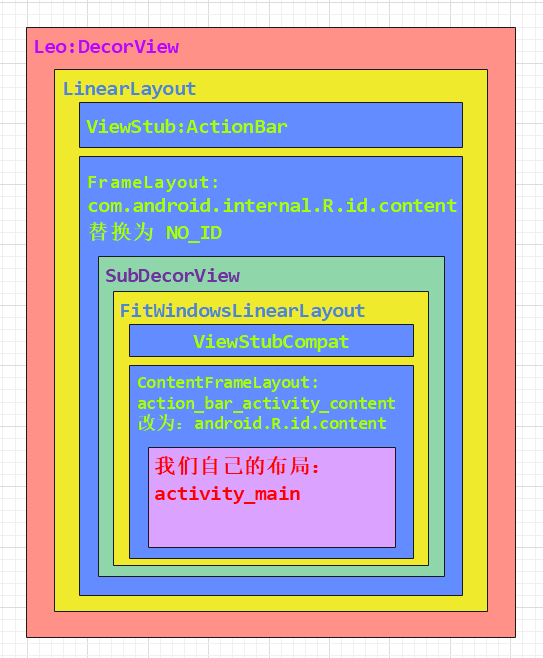 Leo:DecorView
LinearLayout
ViewStub:ActionBar
FrameLayout:
com.android.internal.R.id.content
替换为 NO_ID
SubDecorView
FitWindowsLinearLayout
ViewStubCompat
ContentFrameLayout:
action_bar_activity_content
改为：android.R.id.content
我们自己的布局：
activity_main